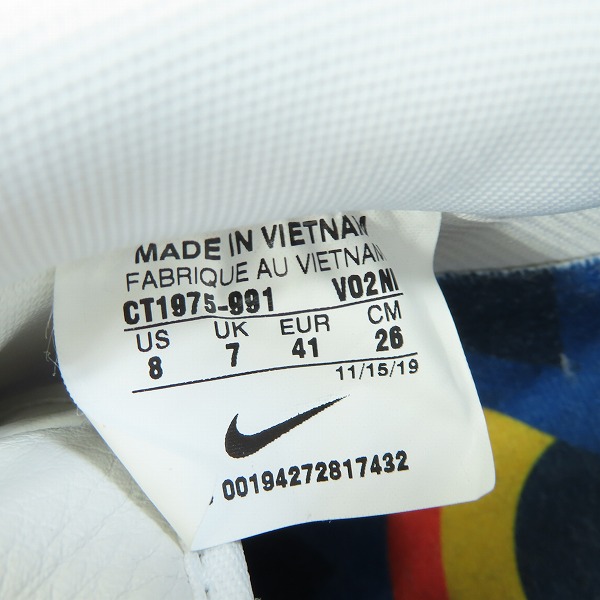 MADE IN VIETNAM
FABRIQUE AU VIETNAM
CT1975-991 V02NI
US UK EUR CM
8 7 41 26
11/15/19
00194272817432